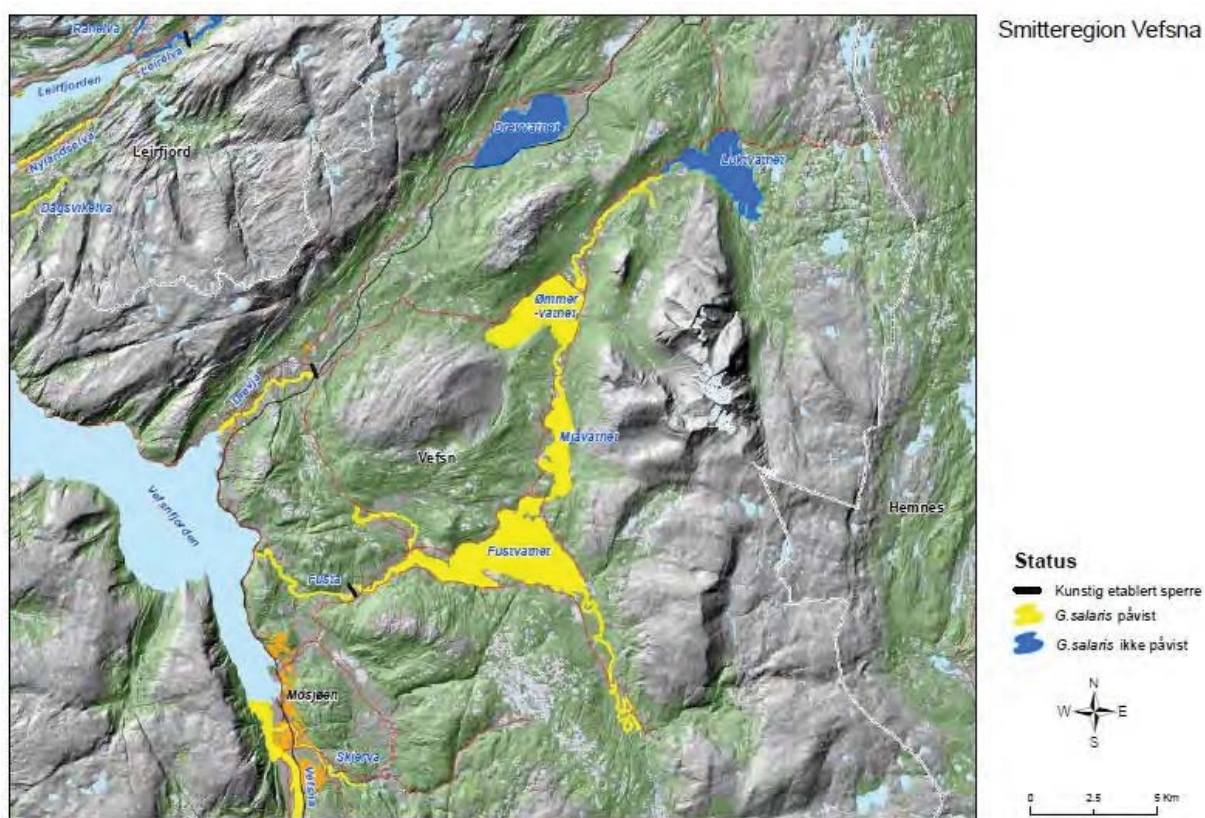 Smitteregion Vefsna
Ranelva
Leirelva
Leirfjorden
Nylandselva
Leirfjord
Dagsvikelva
Drevvatnet
Luktvatnet
Ømmer
-vatnet
Drevja
Mjåvatnet
Vefsn
Vefsnfjorden
Hemnes
Fustvatnet
Fusta
Mosjøen
Skjerva
Vefsna
Status
Kunstig etablert sperre
G.salaris påvist
G.salaris ikke påvist
N
W
E
S
0 2.5 5 Km